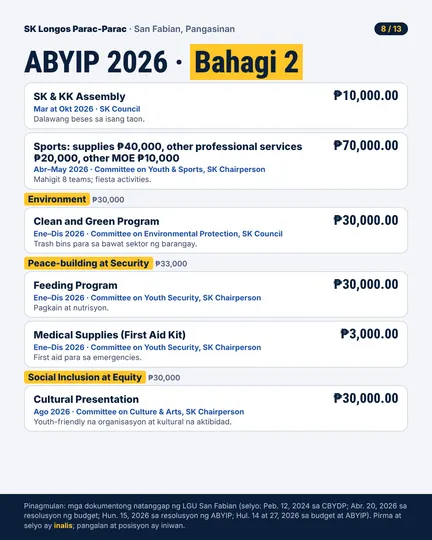 SK Longos Parac-Parac · San Fabian, Pangasinan
8 / 13
ABYIP 2026 · Bahagi 2
SK & KK Assembly ₱10,000.00
Mar at Okt 2026 · SK Council
Dalawang beses sa isang taon.
Sports: supplies ₱40,000, other professional services ₱70,000.00
₱20,000, other MOE ₱10,000
Abr–May 2026 · Committee on Youth & Sports, SK Chairperson
Mahigit 8 teams; fiesta activities.
Environment ₱30,000
Clean and Green Program ₱30,000.00
Ene–Dis 2026 · Committee on Environmental Protection, SK Council
Trash bins para sa bawat sektor ng barangay.
Peace-building at Security ₱33,000
Feeding Program ₱30,000.00
Ene–Dis 2026 · Committee on Youth Security, SK Chairperson
Pagkain at nutrisyon.
Medical Supplies (First Aid Kit) ₱3,000.00
Ene–Dis 2026 · Committee on Youth Security, SK Chairperson
First aid para sa emergencies.
Social Inclusion at Equity ₱30,000
Cultural Presentation ₱30,000.00
Ago 2026 · Committee on Culture & Arts, SK Chairperson
Youth-friendly na organisasyon at kultural na aktibidad.
Pinagmulan: mga dokumentong natanggap ng LGU San Fabian (selyo: Peb. 12, 2024 sa CBYDP; Abr. 20, 2026 sa
resolusyon ng budget; Hun. 15, 2026 sa resolusyon ng ABYIP; Hul. 14 at 27, 2026 sa budget at ABYIP). Pirma at
selyo ay inalis; pangalan at posisyon ay iniwan.